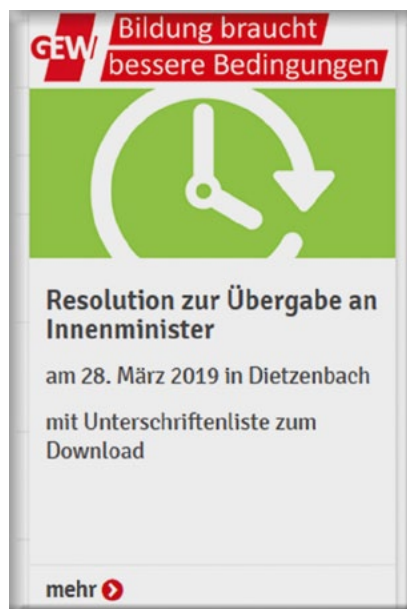 GEW
Bildung braucht
bessere Bedingungen
Resolution zur Übergabe an
Innenminister
am 28. März 2019 in Dietzenbach
mit Unterschriftenliste zum
Download
mehr